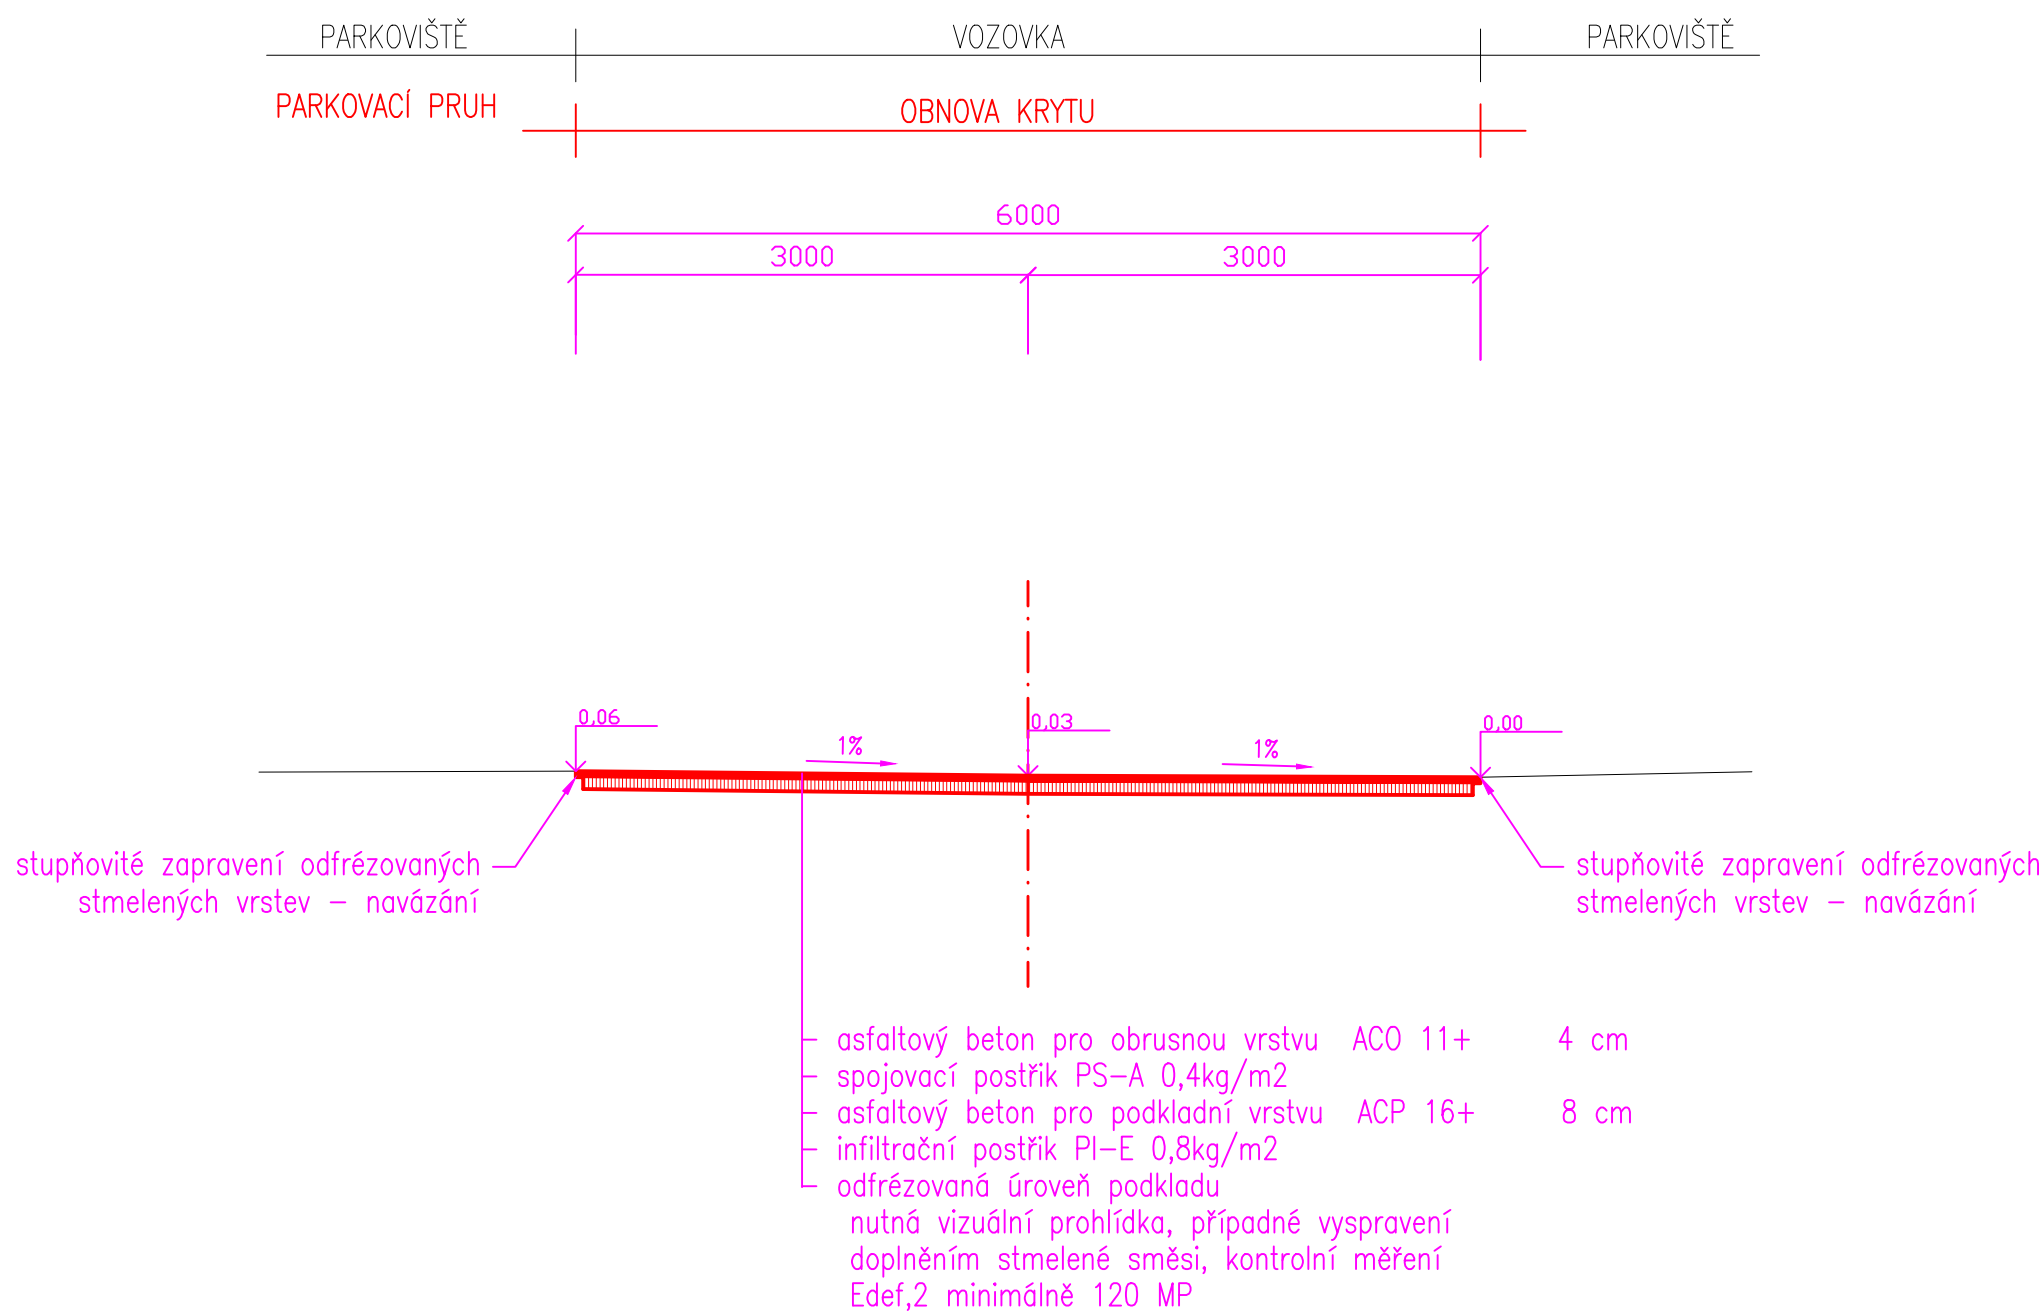 PARKOVIŠTĚ
VOZOVKA
PARKOVIŠTĚ
PARKOVACÍ PRUH
OBNOVA KRYTU
6000
3000
3000
0,06
0,03
0,00
1%
1%
stupňovité zapravení odfrézovaných
stmelených vrstev – navázání
stupňovité zapravení odfrézovaných
stmelených vrstev – navázání
asfaltový beton pro obrusnou vrstvu ACO 11+ 4 cm
spojovací postřik PS–A 0,4kg/m2
asfaltový beton pro podkladní vrstvu ACP 16+ 8 cm
infiltrační postřik PI–E 0,8kg/m2
odfrézovaná úroveň podkladu
nutná vizuální prohlídka, případné vyspravení
doplněním stmelené směsi, kontrolní měření
Edef,2 minimálně 120 MP